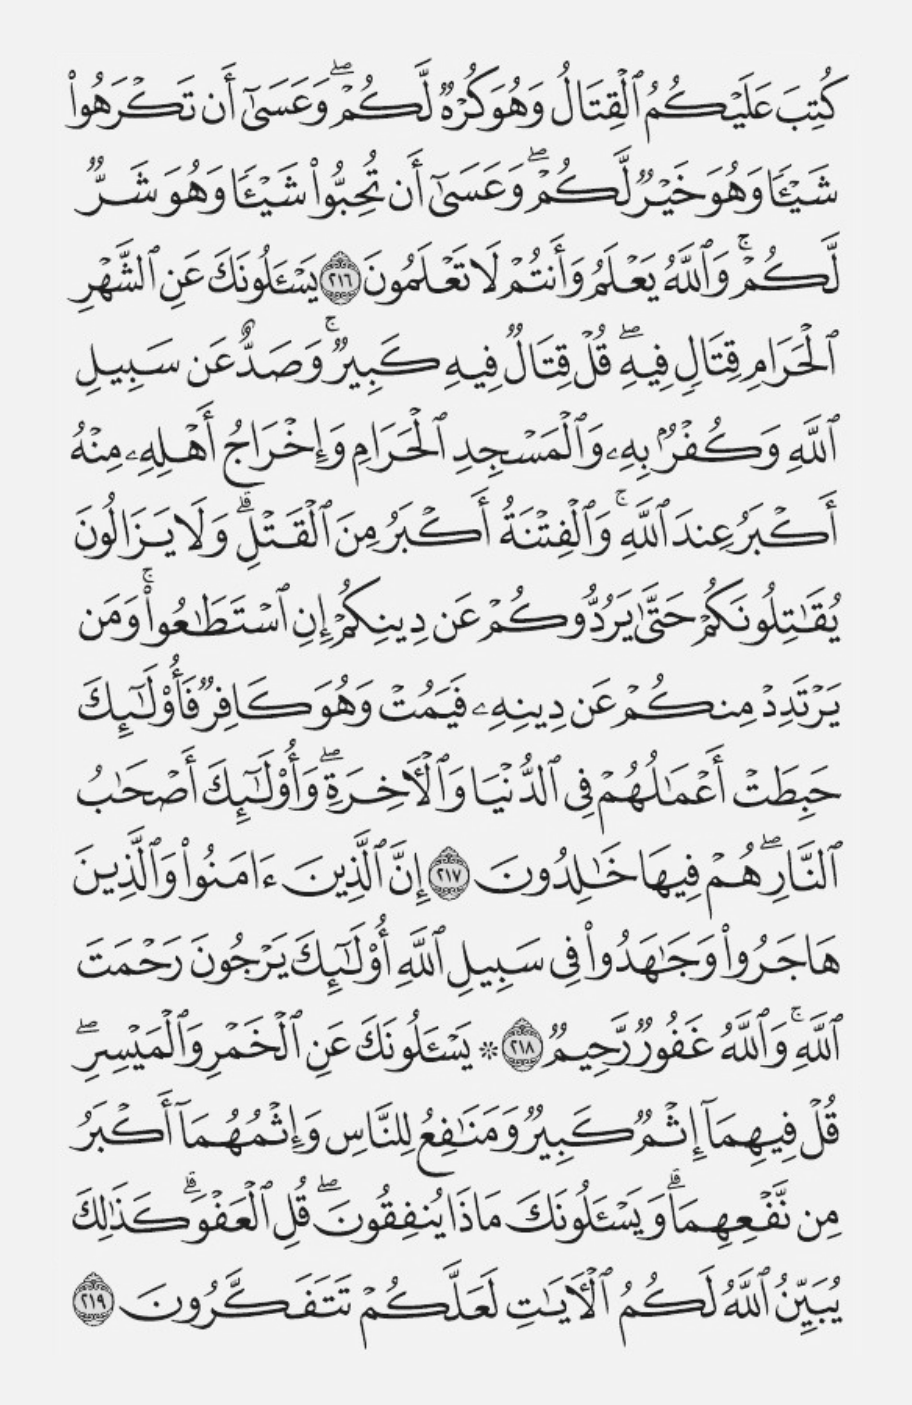 كُتِبَ عَلَيْكُمُ ٱلْقِتَالُ وَهُوَ كُرْهٌ لَّكُمْ ۖ وَعَسَىٰٓ أَن تَكْرَهُوا۟
شَيْـًٔا وَهُوَ خَيْرٌ لَّكُمْ ۖ وَعَسَىٰٓ أَن تُحِبُّوا۟ شَيْـًٔا وَهُوَ شَرٌّ
لَّكُمْ ۚ وَٱللَّهُ يَعْلَمُ وَأَنتُمْ لَا تَعْلَمُونَ ٢١٦ يَسْـَٔلُونَكَ عَنِ ٱلشَّهْرِ
ٱلْحَرَامِ قِتَالٍ فِيهِ ۖ قُلْ قِتَالٌ فِيهِ كَبِيرٌ ۚ وَصَدٌّ عَن سَبِيلِ
ٱللَّهِ وَكُفْرٌۢ بِهِۦ وَٱلْمَسْجِدِ ٱلْحَرَامِ وَإِخْرَاجُ أَهْلِهِۦ مِنْهُ
أَكْبَرُ عِندَ ٱللَّهِ ۚ وَٱلْفِتْنَةُ أَكْبَرُ مِنَ ٱلْقَتْلِ ۗ وَلَا يَزَالُونَ
يُقَـٰتِلُونَكُمْ حَتَّىٰ يَرُدُّوكُمْ عَن دِينِكُمْ إِنِ ٱسْتَطَـٰعُوا۟ ۚ وَمَن
يَرْتَدِدْ مِنكُمْ عَن دِينِهِۦ فَيَمُتْ وَهُوَ كَافِرٌ فَأُو۟لَـٰٓئِكَ
حَبِطَتْ أَعْمَـٰلُهُمْ فِى ٱلدُّنْيَا وَٱلْـَٔاخِرَةِ ۖ وَأُو۟لَـٰٓئِكَ أَصْحَـٰبُ
ٱلنَّارِ ۖ هُمْ فِيهَا خَـٰلِدُونَ ٢١٧ إِنَّ ٱلَّذِينَ ءَامَنُوا۟ وَٱلَّذِينَ
هَاجَرُوا۟ وَجَـٰهَدُوا۟ فِى سَبِيلِ ٱللَّهِ أُو۟لَـٰٓئِكَ يَرْجُونَ رَحْمَتَ
ٱللَّهِ ۚ وَٱللَّهُ غَفُورٌ رَّحِيمٌ ٢١٨ ۞ يَسْـَٔلُونَكَ عَنِ ٱلْخَمْرِ وَٱلْمَيْسِرِ ۖ
قُلْ فِيهِمَآ إِثْمٌ كَبِيرٌ وَمَنَـٰفِعُ لِلنَّاسِ وَإِثْمُهُمَآ أَكْبَرُ
مِن نَّفْعِهِمَا ۗ وَيَسْـَٔلُونَكَ مَاذَا يُنفِقُونَ ۖ قُلِ ٱلْعَفْوَ ۗ كَذَٰلِكَ
يُبَيِّنُ ٱللَّهُ لَكُمُ ٱلْـَٔايَـٰتِ لَعَلَّكُمْ تَتَفَكَّرُونَ ٢١٩